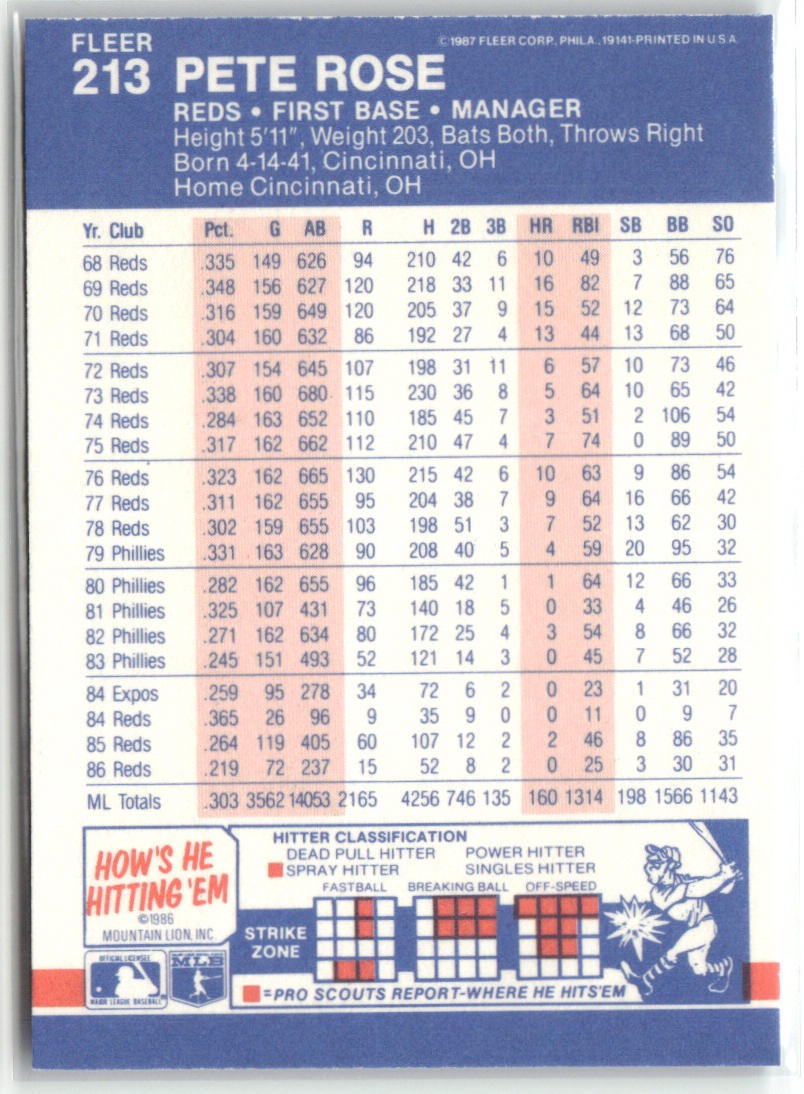 FLEER
©1987 FLEER CORP. PHILA., 19141-PRINTED IN U.S.A.
213 PETE ROSE
REDS • FIRST BASE • MANAGER
Height 5'11", Weight 203, Bats Both, Throws Right
Born 4-14-41, Cincinnati, OH
Home Cincinnati, OH
Yr. Club Pct. G AB R H 2B 3B HR RBI SB BB SO
68 Reds .335 149 626 94 210 42 6 10 49 3 56 76
69 Reds .348 156 627 120 218 33 11 16 82 7 88 65
70 Reds .316 159 649 120 205 37 9 15 52 12 73 64
71 Reds .304 160 632 86 192 27 4 13 44 13 68 50
72 Reds .307 154 645 107 198 31 11 6 57 10 73 46
73 Reds .338 160 680 115 230 36 8 5 64 10 65 42
74 Reds .284 163 652 110 185 45 7 3 51 2 106 54
75 Reds .317 162 662 112 210 47 4 7 74 0 89 50
76 Reds .323 162 665 130 215 42 6 10 63 9 86 54
77 Reds .311 162 655 95 204 38 7 9 64 16 66 42
78 Reds .302 159 655 103 198 51 3 7 52 13 62 30
79 Phillies .331 163 628 90 208 40 5 4 59 20 95 32
80 Phillies .282 162 655 96 185 42 1 1 64 12 66 33
81 Phillies .325 107 431 73 140 18 5 0 33 4 46 26
82 Phillies .271 162 634 80 172 25 4 3 54 8 66 32
83 Phillies .245 151 493 52 121 14 3 0 45 7 52 28
84 Expos .259 95 278 34 72 6 2 0 23 1 31 20
84 Reds .365 26 96 9 35 9 0 0 11 0 9 7
85 Reds .264 119 405 60 107 12 2 2 46 8 86 35
86 Reds .219 72 237 15 52 8 2 0 25 3 30 31
ML Totals .303 3562 14053 2165 4256 746 135 160 1314 198 1566 1143
HOW'S HE
HITTING 'EM
©1986
MOUNTAIN LION, INC
HITTER CLASSIFICATION
DEAD PULL HITTER POWER HITTER
SPRAY HITTER SINGLES HITTER
FASTBALL BREAKING BALL OFF-SPEED
STRIKE
ZONE
OFFICIAL LICENSEE
MAJOR LEAGUE BASEBALL
MLB
=PRO SCOUTS REPORT-WHERE HE HITS'EM